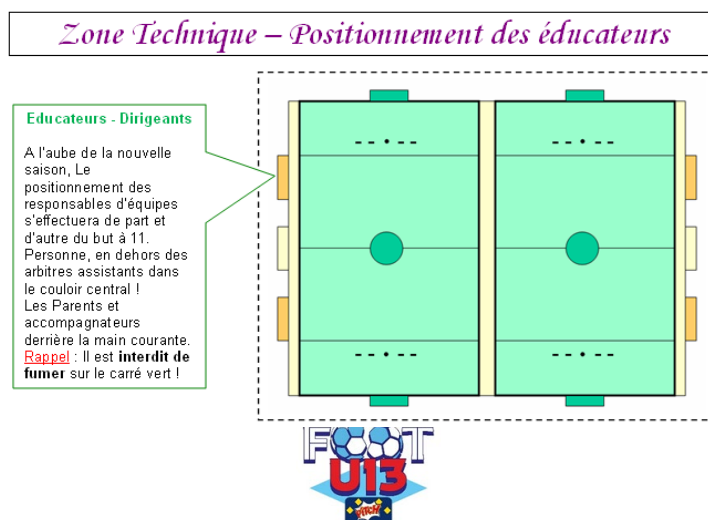 Zone Technique – Positionnement des éducateurs
Educateurs - Dirigeants
A l'aube de la nouvelle
saison, Le
positionnement des
responsables d'équipes
s'effectuera de part et
d'autre du but à 11.
Personne, en dehors des
arbitres assistants dans
le couloir central !
Les Parents et
accompagnateurs
derrière la main courante.
Rappel : Il est interdit de
fumer sur le carré vert !
FOOT
U13
PITCH